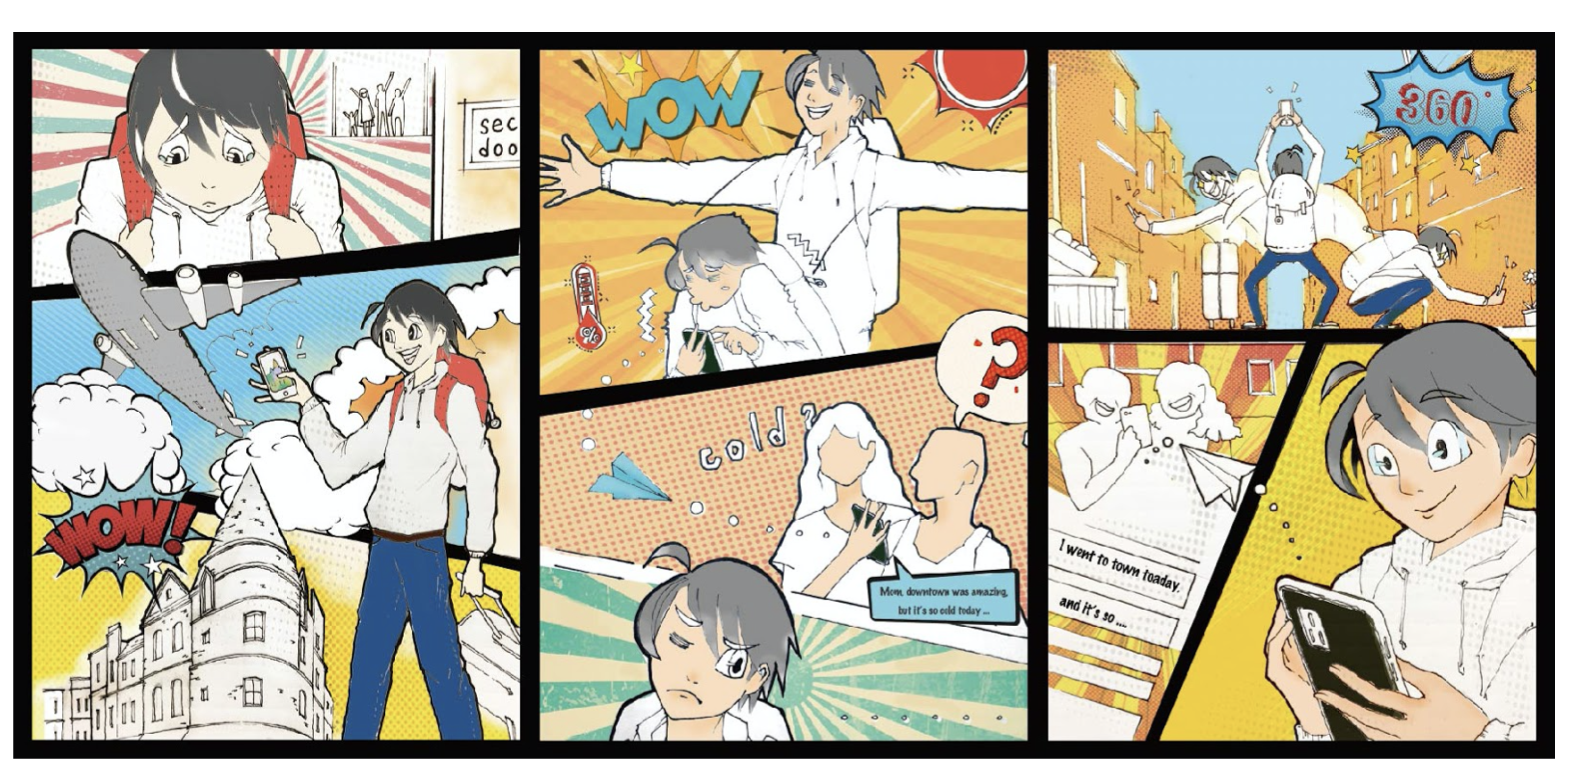 sec
doo
WOW!
WOW
%
cold?
?
Mom, downtown was amazing,
but it's so cold today ...
360°
I went to town toaday.
and it's so ....